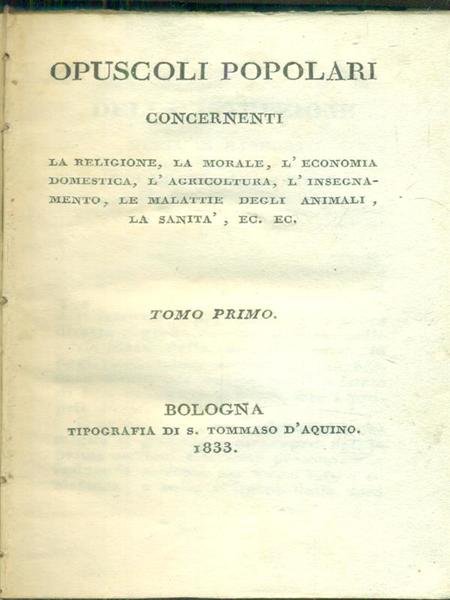 OPUSCOLI POPOLARI
CONCERNENTI
LA RELIGIONE, LA MORALE, L'ECONOMIA
DOMESTICA, L'AGRICOLTURA, L'INSEGNA-
MENTO, LE MALATTIE DEGLI ANIMALI,
LA SANITA', EC. EC.
TOMO PRIMO.
BOLOGNA
TIPOGRAFIA DI S. TOMMASO D'AQUINO.
1833.